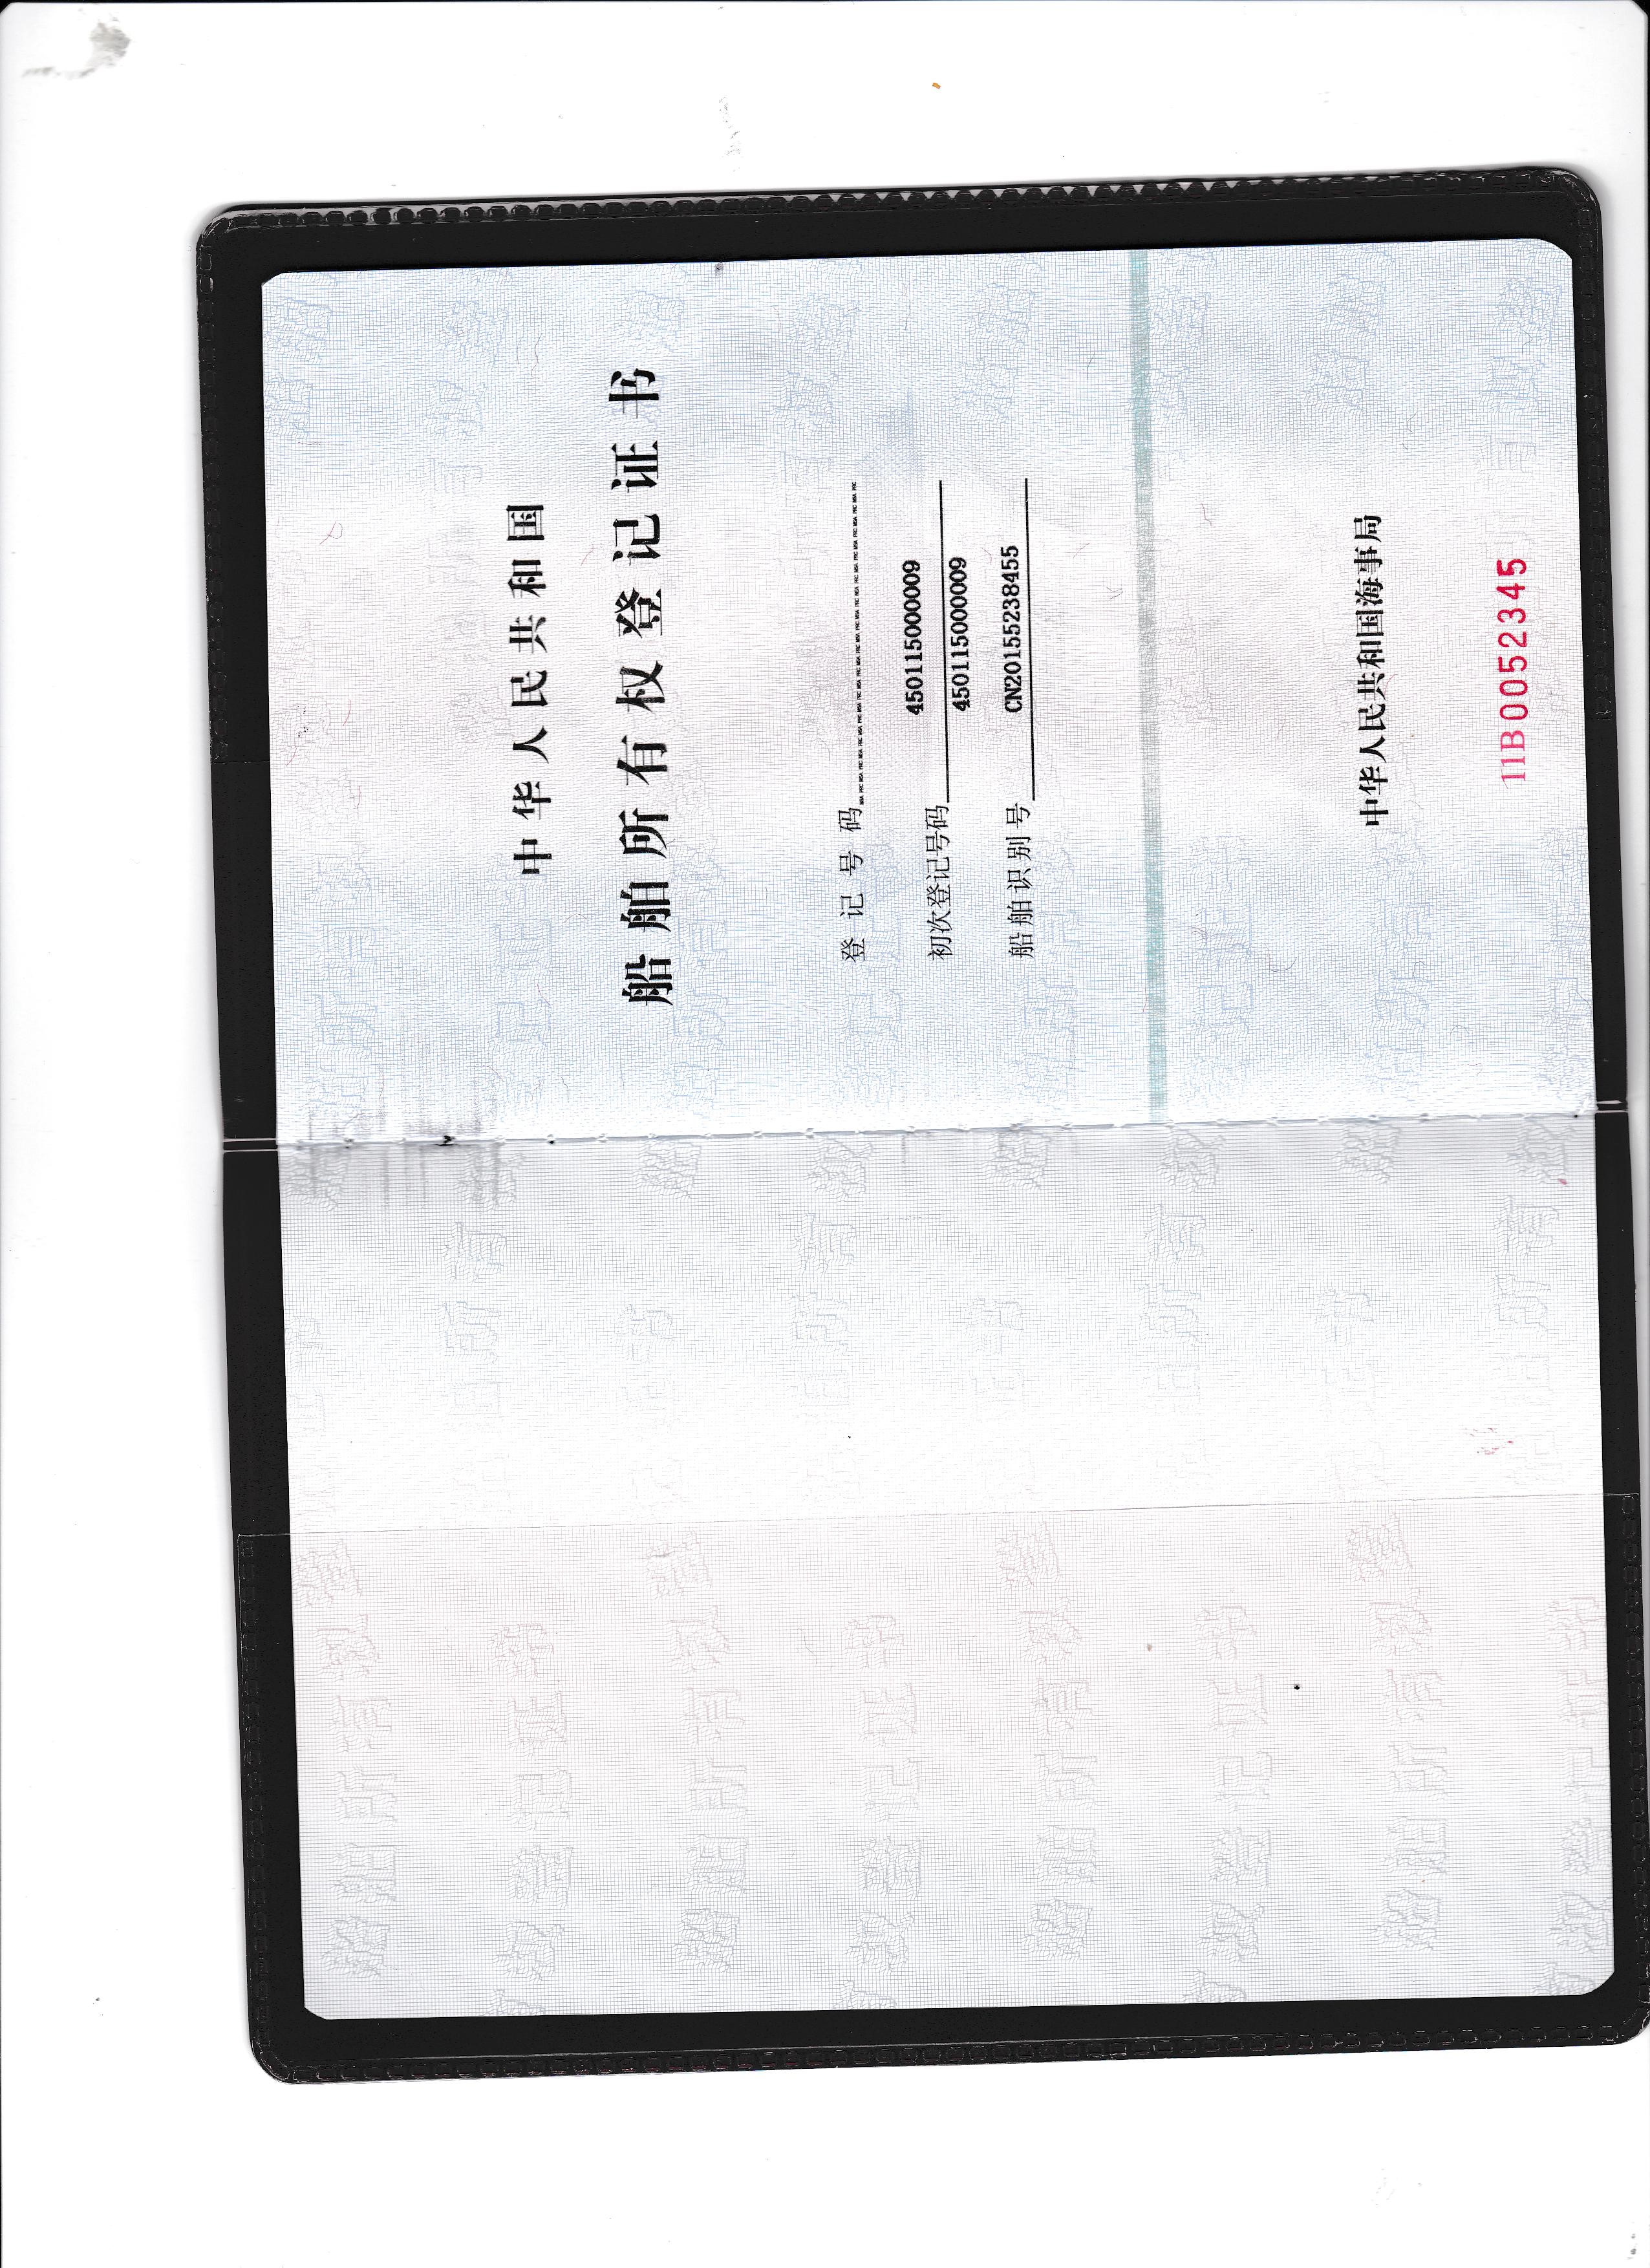 中华人民共和国
船舶所有权登记证书
登记号码
450115000009
初次登记号码
450115000009
船舶识别号 CN20155238455
中华人民共和国海事局
11B0052345